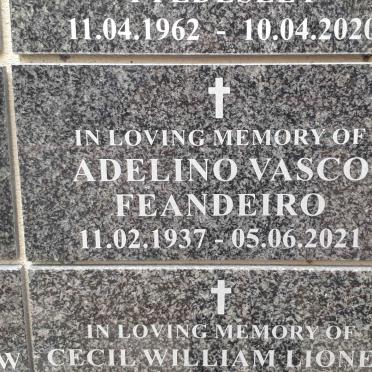 11.04.1962 - 10.04.2020
IN LOVING MEMORY OF
ADELINO VASCO
FEANDEIRO
11.02.1937 - 05.06.2021
IN LOVING MEMORY OF
W CECIL WILLIAM LIONE